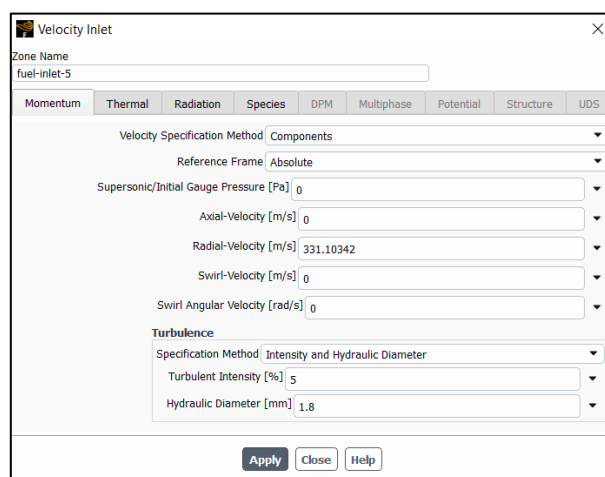 Velocity Inlet
Zone Name
fuel-inlet-5
Momentum Thermal Radiation Species DPM Multiphase Potential Structure UDS
Velocity Specification Method Components
Reference Frame Absolute
Supersonic/Initial Gauge Pressure [Pa] 0
Axial-Velocity [m/s] 0
Radial-Velocity [m/s] 331.10342
Swirl-Velocity [m/s] 0
Swirl Angular Velocity [rad/s] 0
Turbulence
Specification Method Intensity and Hydraulic Diameter
Turbulent Intensity [%] 5
Hydraulic Diameter [mm] 1.8
Apply Close Help